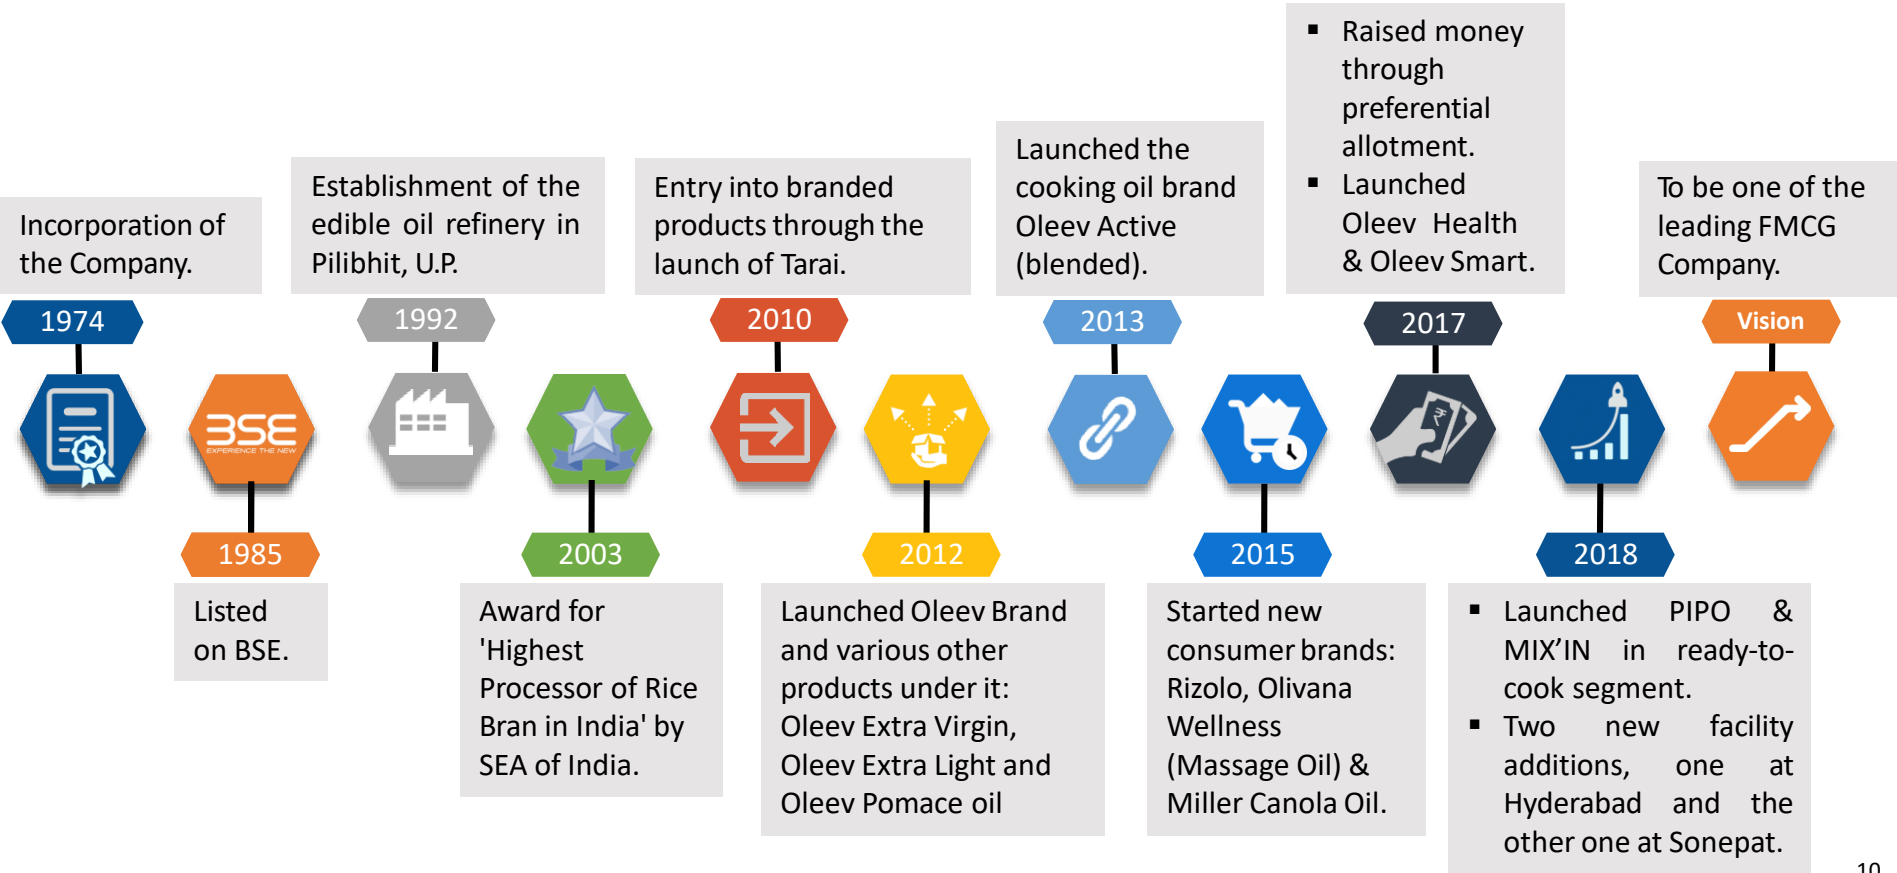 Incorporation of
the Company.
1974
BSE
EXPERIENCE THE NEW
1985
Listed
on BSE.
Establishment of the
edible oil refinery in
Pilibhit, U.P.
1992
2003
Award for
'Highest
Processor of Rice
Bran in India' by
SEA of India.
Entry into branded
products through the
launch of Tarai.
2010
2012
Launched Oleev Brand
and various other
products under it:
Oleev Extra Virgin,
Oleev Extra Light and
Oleev Pomace oil
Launched the
cooking oil brand
Oleev Active
(blended).
2013
2015
Started new
consumer brands:
Rizolo, Olivana
Wellness
(Massage Oil) &
Miller Canola Oil.
▪ Raised money
through
preferential
allotment.
▪ Launched
Oleev Health
& Oleev Smart.
2017
₹
2018
▪ Launched PIPO &
MIX’IN in ready-to-
cook segment.
▪ Two new facility
additions, one at
Hyderabad and the
other one at Sonepat.
To be one of the
leading FMCG
Company.
Vision
10